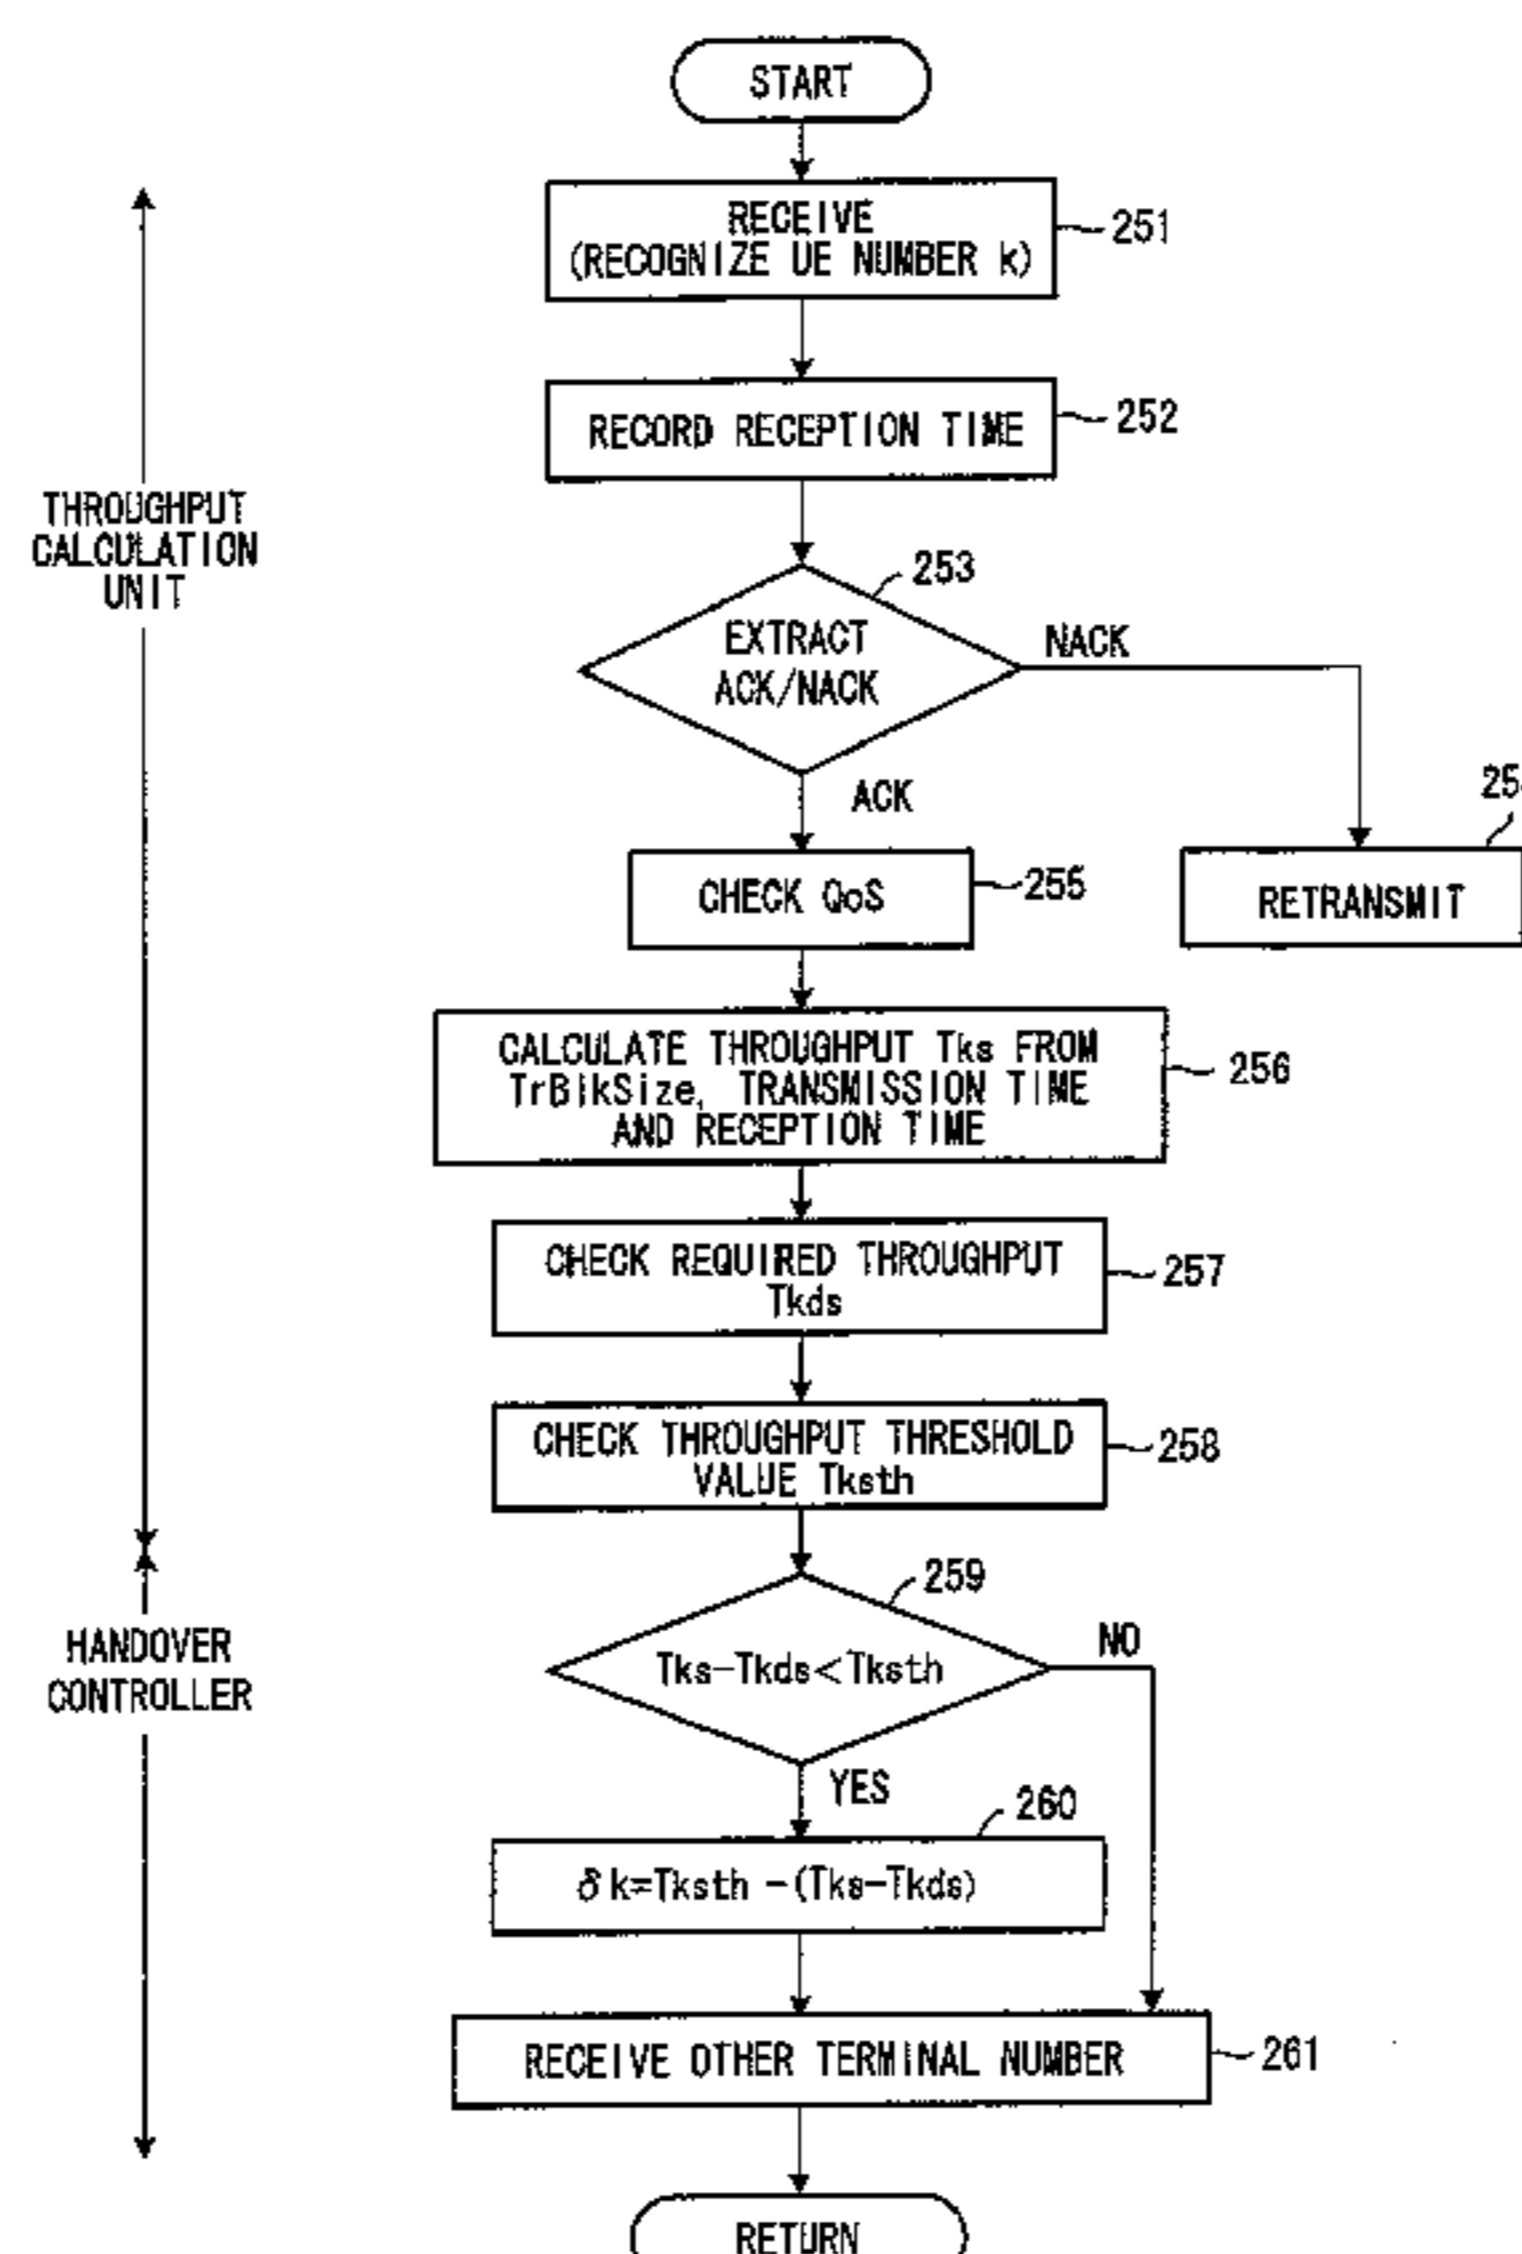 START
RECEIVE
(RECOGNIZE UE NUMBER k)
251
RECORD RECEPTION TIME
252
THROUGHPUT
CALCULATION
UNIT
253
EXTRACT
ACK/NACK
NACK
ACK
CHECK QoS
255
RETRANSMIT
CALCULATE THROUGHPUT Tks FROM
TrBlkSize, TRANSMISSION TIME
AND RECEPTION TIME
256
CHECK REQUIRED THROUGHPUT
Tkds
257
CHECK THROUGHPUT THRESHOLD
VALUE Tksth
258
259
HANDOVER
CONTROLLER
Tks-Tkds<Tksth
NO
YES
260
δk=Tksth-(Tks-Tkds)
RECEIVE OTHER TERMINAL NUMBER
261
RETURN